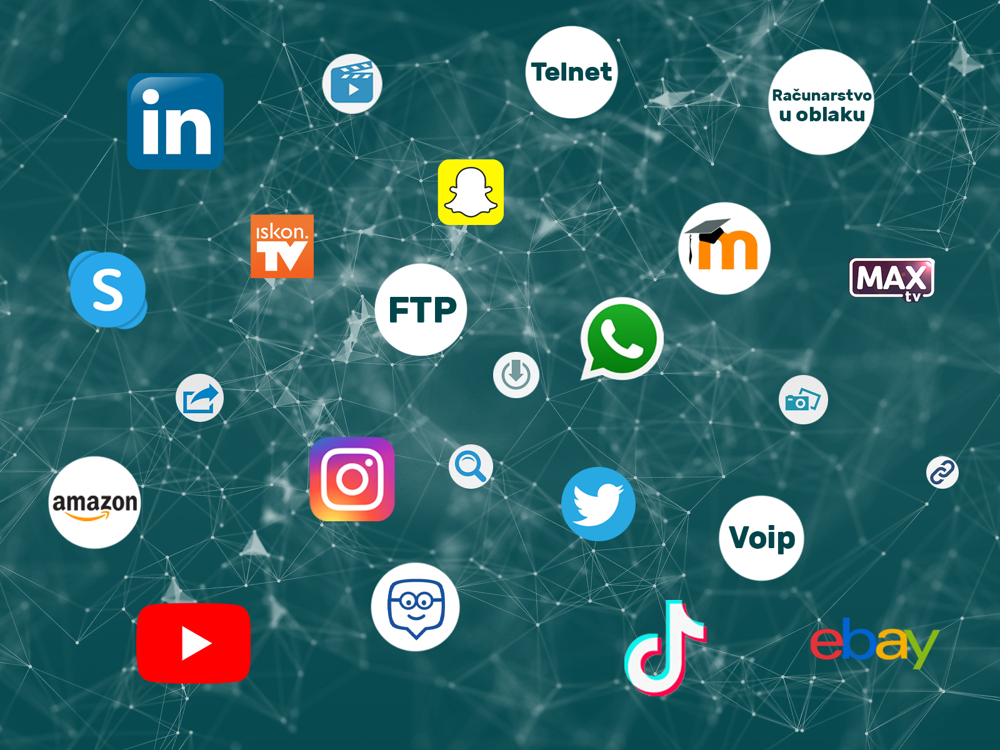 in
Telnet
Računarstvo
u oblaku
iskon.
TV
S
m
MAX
tv
FTP
amazon
Voip
ebay